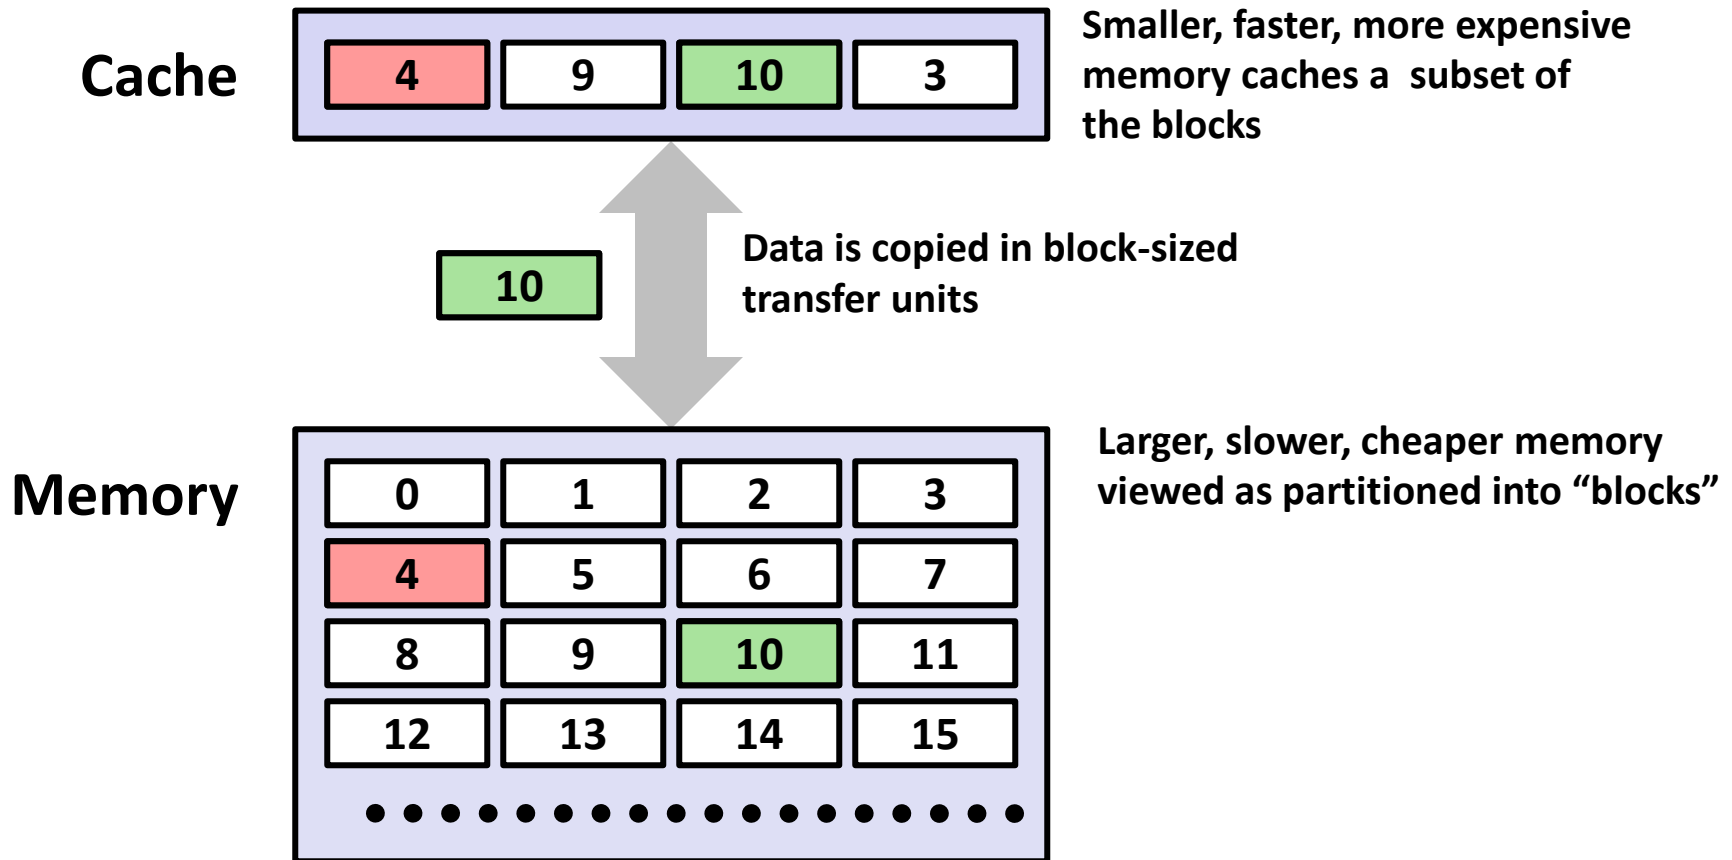 Cache
4 9 10 3
Smaller, faster, more expensive
memory caches a  subset of
the blocks
10
Data is copied in block-sized
transfer units
Memory
Larger, slower, cheaper memory
viewed as partitioned into “blocks”
0 1 2 3
4 5 6 7
8 9 10 11
12 13 14 15